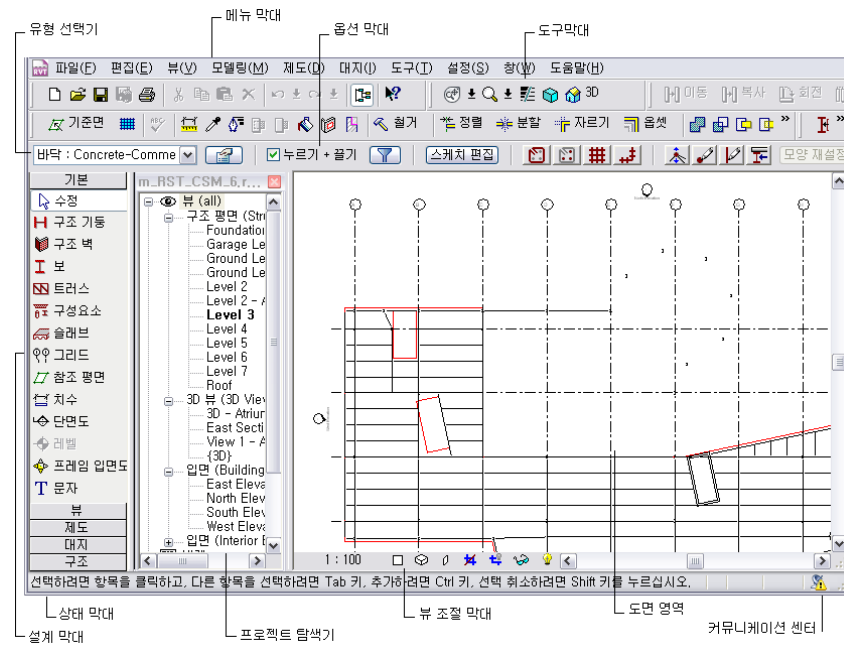 메뉴 막대
유형 선택기
옵션 막대
도구막대
파일(F) 편집(E) 뷰(V) 모델링(M) 제도(D) 대지(I) 도구(T) 설정(S) 창(W) 도움말(H)
3D 이동 복사 회전
기준면 철거 정렬 분할 자르기 옵셋
바닥 : Concrete-Comme 누르기 + 끌기 스케치 편집 모양 재설정
기본
수정
구조 기둥
구조 벽
보
트러스
구성요소
슬래브
그리드
참조 평면
치수
단면도
레벨
프레임 입면도
문자
뷰
제도
대지
구조
m_RST_CSM_6.r...
뷰 (all)
구조 평면 (Stru
Foundation
Garage Le
Ground Le
Ground Le
Level 2
Level 2 - A
Level 3
Level 4
Level 5
Level 6
Level 7
Roof
3D 뷰 (3D View
3D - Atrium
East Secti
View 1 - A
{3D}
입면 (Building
East Eleva
North Elev
South Elev
West Eleva
입면 (Interior E
1 : 100
선택하려면 항목을 클릭하고, 다른 항목을 선택하려면 Tab 키, 추가하려면 Ctrl 키, 선택 취소하려면 Shift 키를 누르십시오.
상태 막대
뷰 조절 막대
도면 영역
커뮤니케이션 센터
설계 막대
프로젝트 탐색기